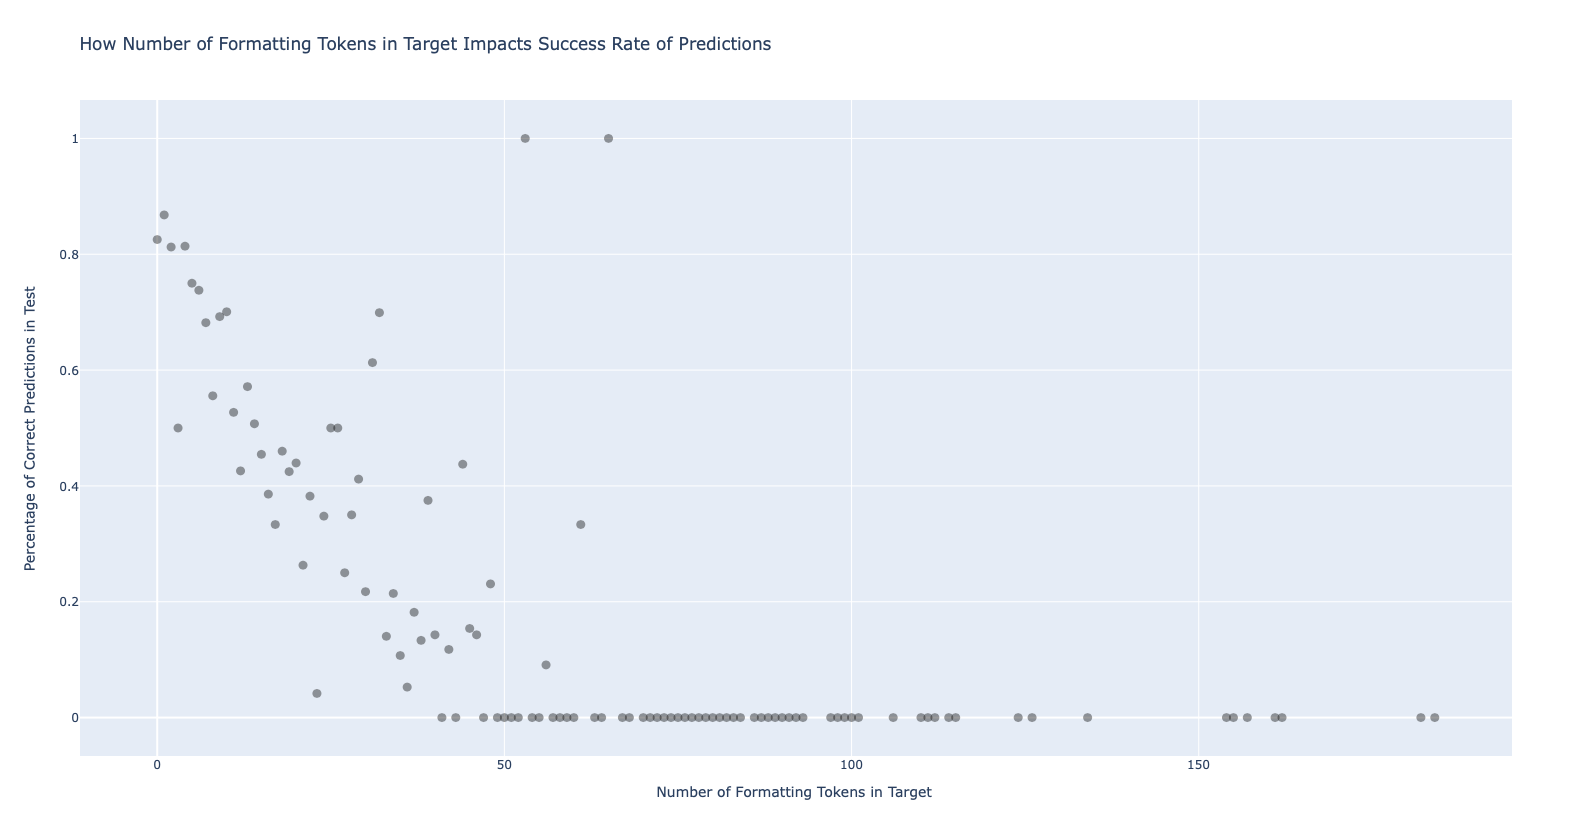 How Number of Formatting Tokens in Target Impacts Success Rate of Predictions
Percentage of Correct Predictions in Test
1
0.8
0.6
0.4
0.2
0
0 50 100 150
Number of Formatting Tokens in Target